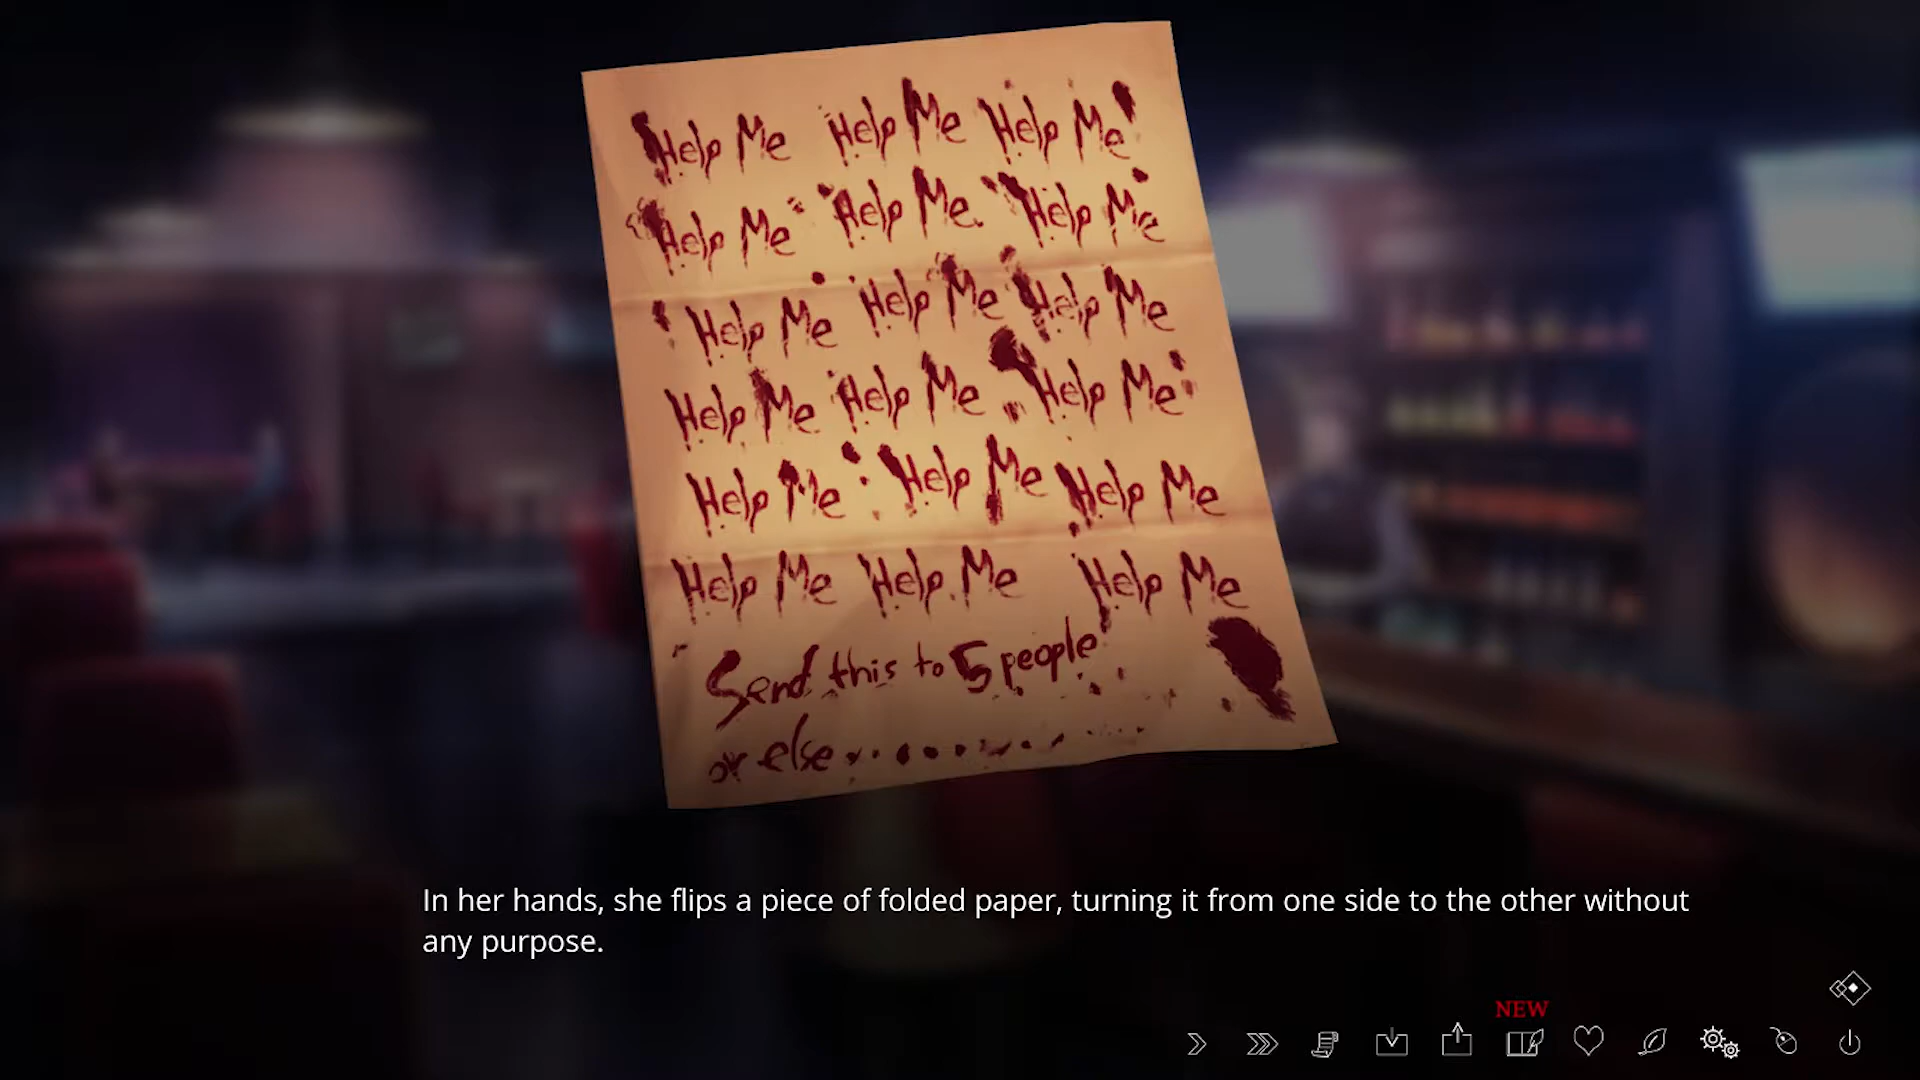 Help Me Help Me Help Me
Help Me Help Me Help Me
Help Me Help Me Help Me
Help Me Help Me Help Me
Help Me Help Me Help Me
Help Me Help Me Help Me
Send this to 5 people
or else..........
In her hands, she flips a piece of folded paper, turning it from one side to the other without
any purpose.
NEW